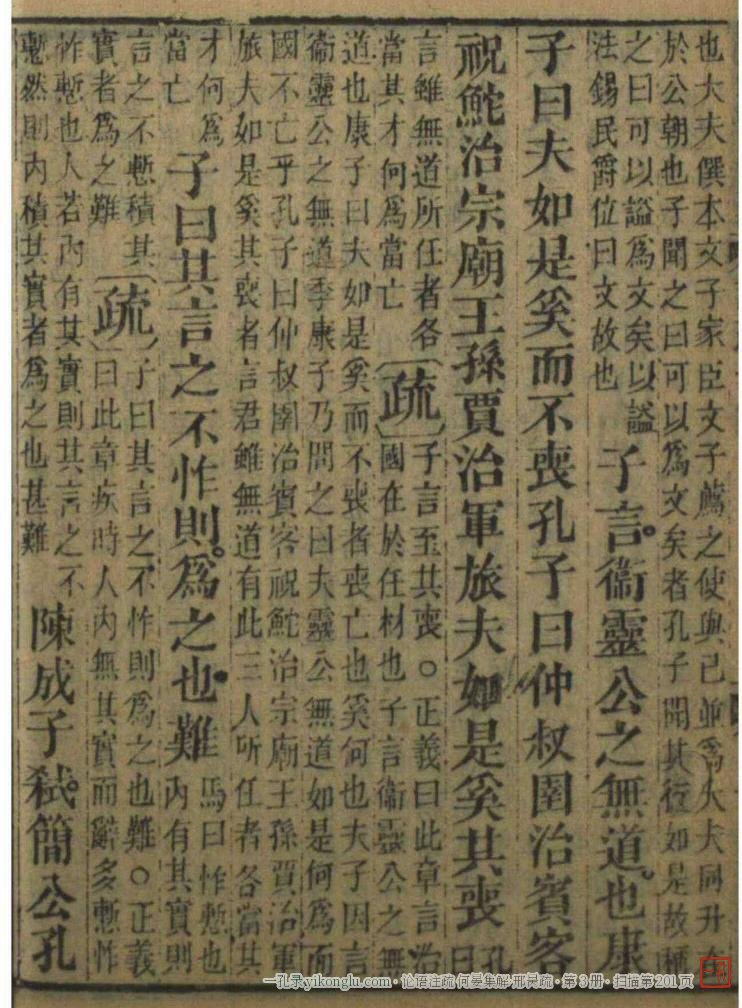 也大夫僎本文子家臣文子薦之使與己並為大夫同升在
於公朝也子聞之曰可以為文矣者孔子聞其行如是故稱
之曰可以謚為文矣以謚
法錫民爵位曰文故也
子言衞靈公之無道也康
子曰夫如是奚而不喪孔子曰仲叔圉治賓客
祝鮀治宗廟王孫賈治軍旅夫如是奚其喪
孔曰
言雖無道所任者各
當其才何為當亡
疏
子言至其喪○正義曰此章言治
國在於任材也子言衞靈公之無
道也康子曰夫如是奚而不喪者喪亡也奚何也夫子因言
衞靈公之無道季康子乃問之曰夫靈公無道如是何為而
國不亡乎孔子曰仲叔圉治賓客祝鮀治宗廟王孫賈治軍
旅夫如是奚其喪者言君雖無道有此三人所任者各當其
才何為
當亡
子曰其言之不怍則為之也難
馬曰怍慙也
內有其實則
言之不慙積其
實者為之難
疏
子曰其言之不怍則為之也難○正義
曰此章疾時人內無其實而辭多慙怍
怍慙也人若內有其實則其言之不
慙然則內積其實者為之也甚難
陳成子弒簡公孔
一孔录yikonglu.com·论语注疏.何晏集解.邢昺疏·第3册·扫描第201页